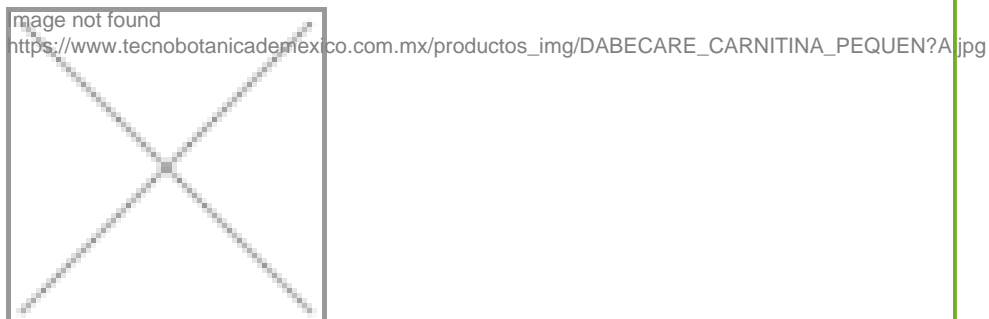 Image not found
https://www.tecnobotanicademexico.com.mx/productos_img/DABECARE_CARNITINA_PEQUEN?A.jpg